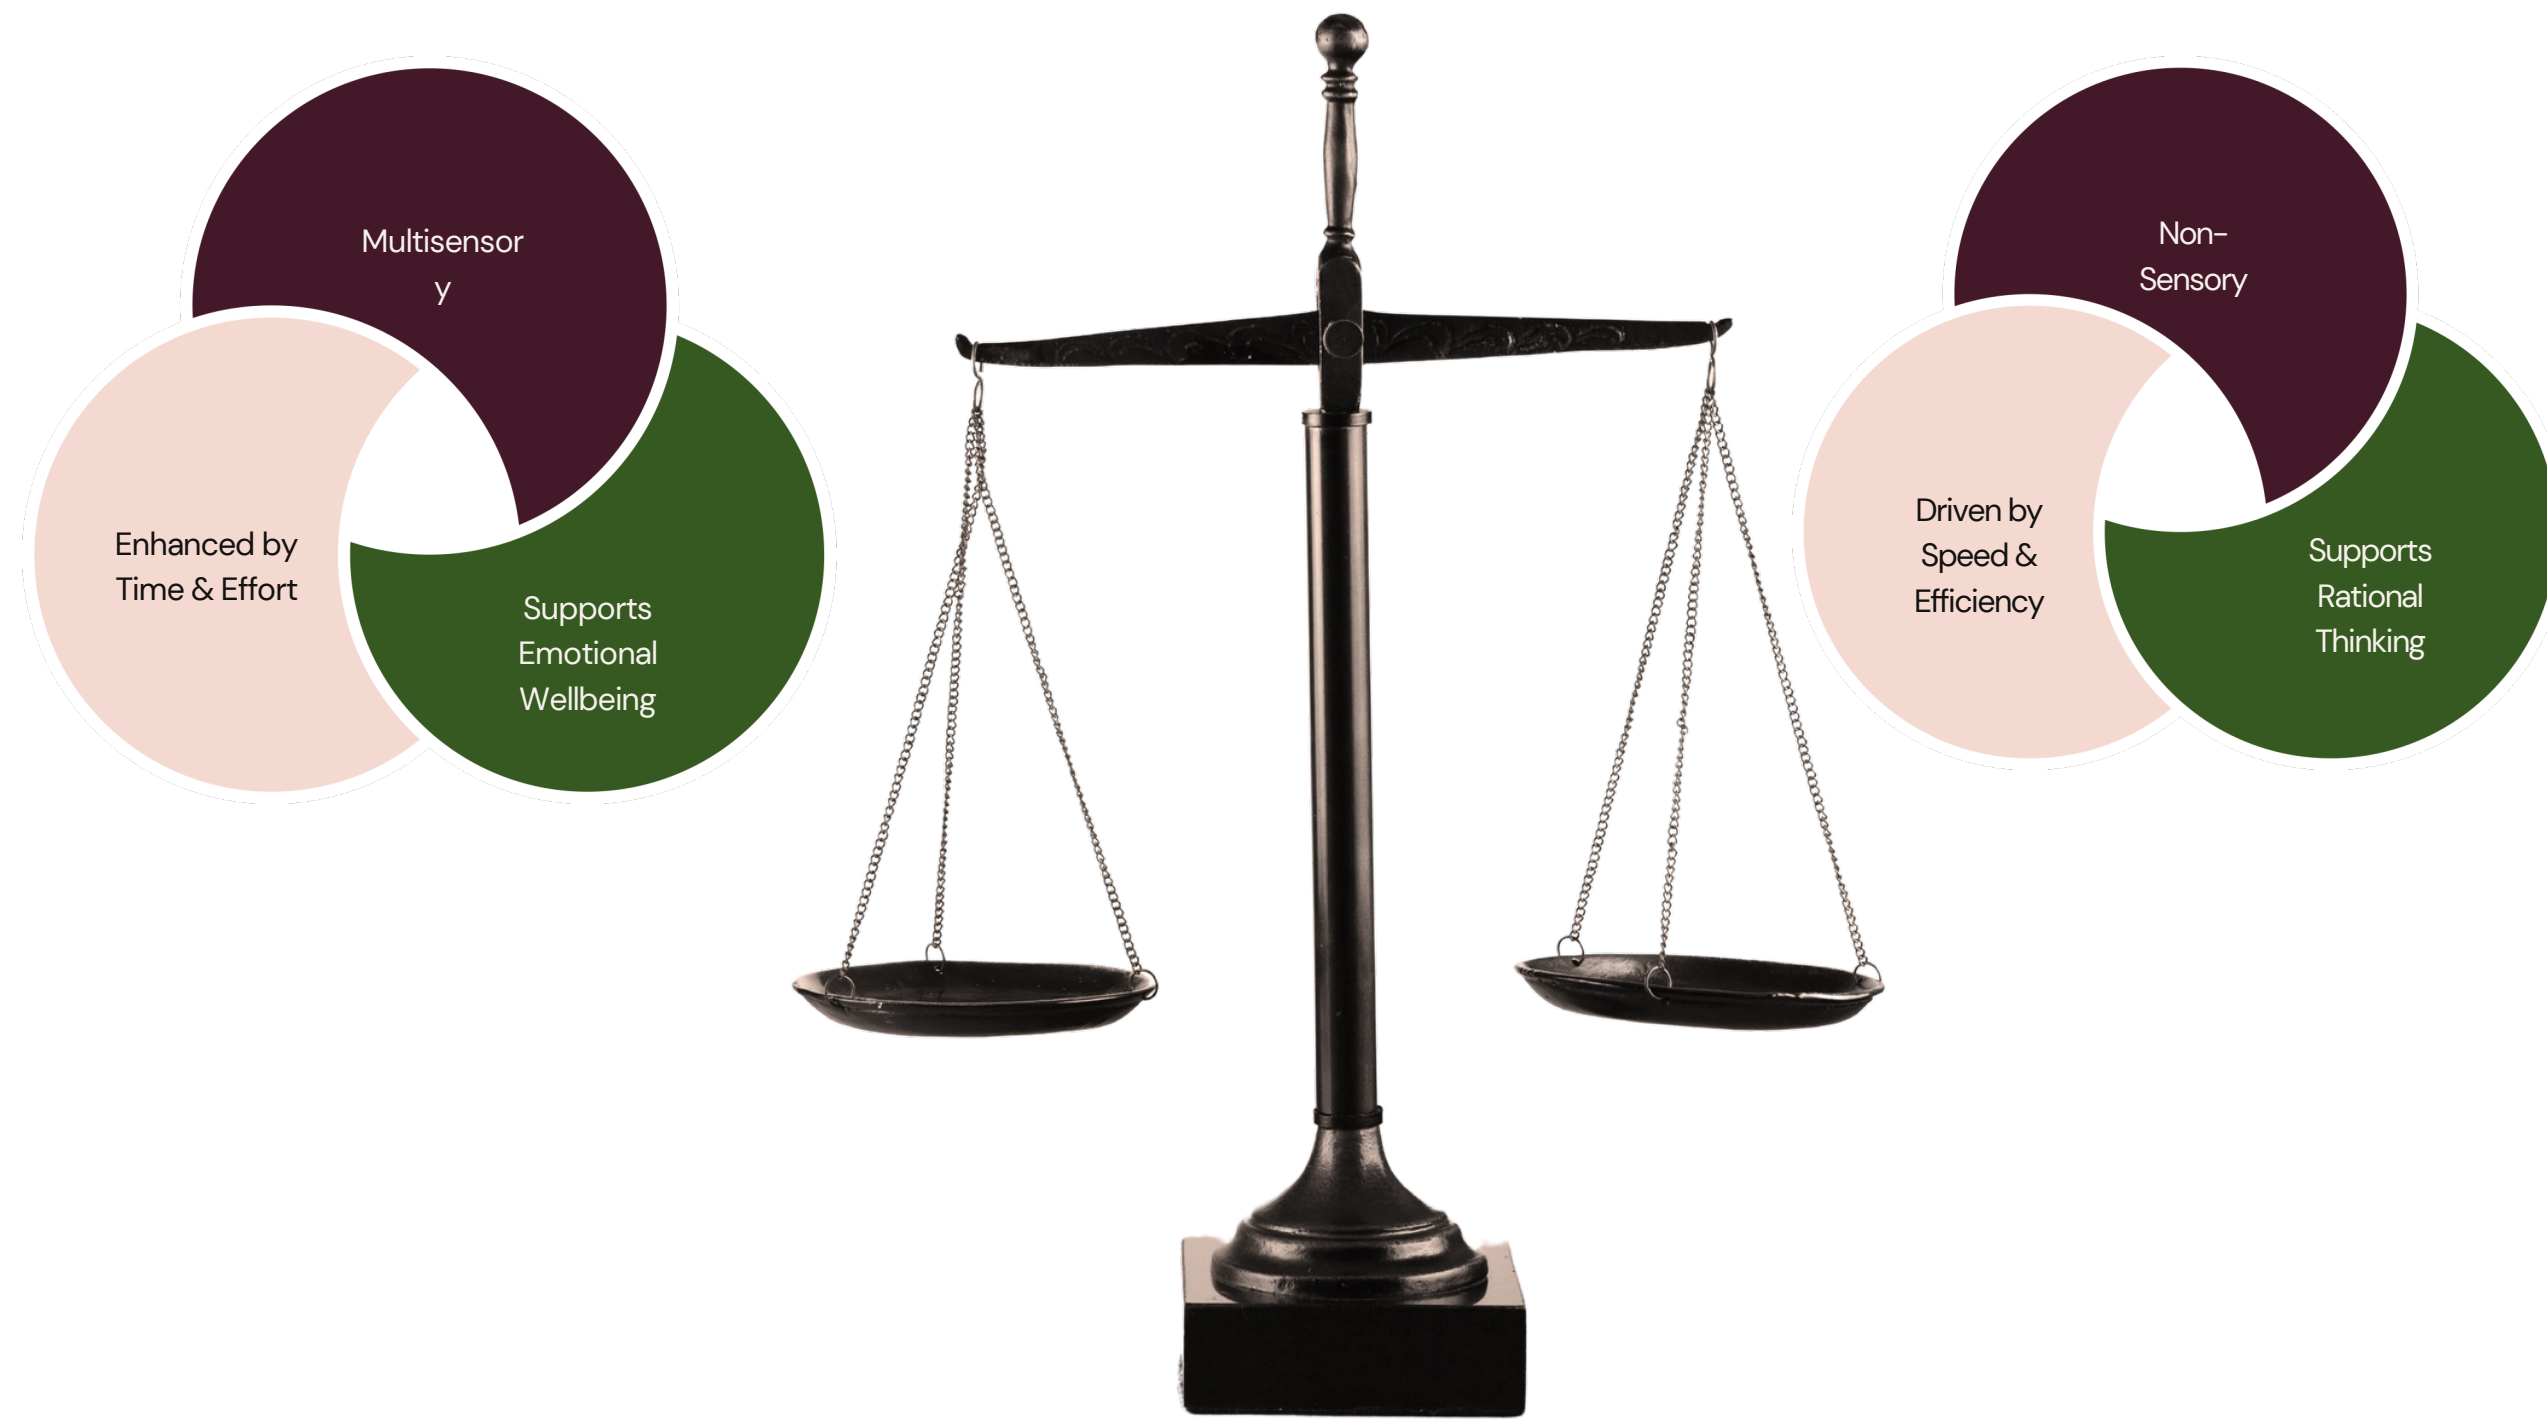 Multisensor
y
Enhanced by
Time & Effort
Supports
Emotional
Wellbeing
Non-
Sensory
Driven by
Speed &
Efficiency
Supports
Rational
Thinking